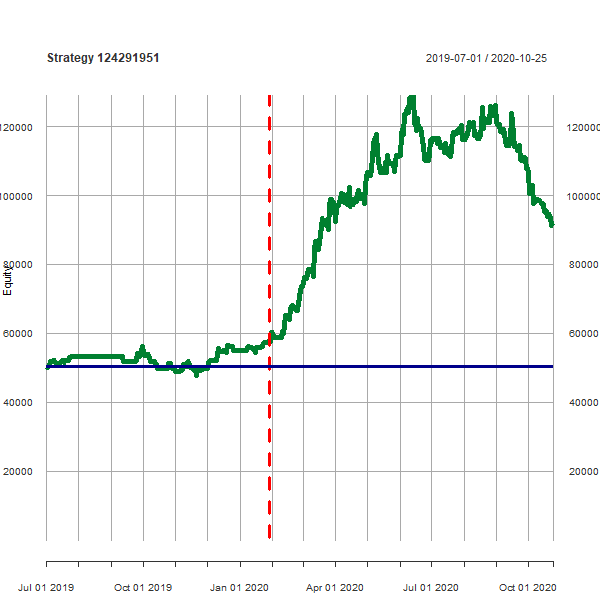 Strategy 124291951 2019-07-01 / 2020-10-25
120000 120000
100000 100000
80000 80000
Equity
60000 60000
40000 40000
20000 20000
Jul 01 2019 Oct 01 2019 Jan 01 2020 Apr 01 2020 Jul 01 2020 Oct 01 2020